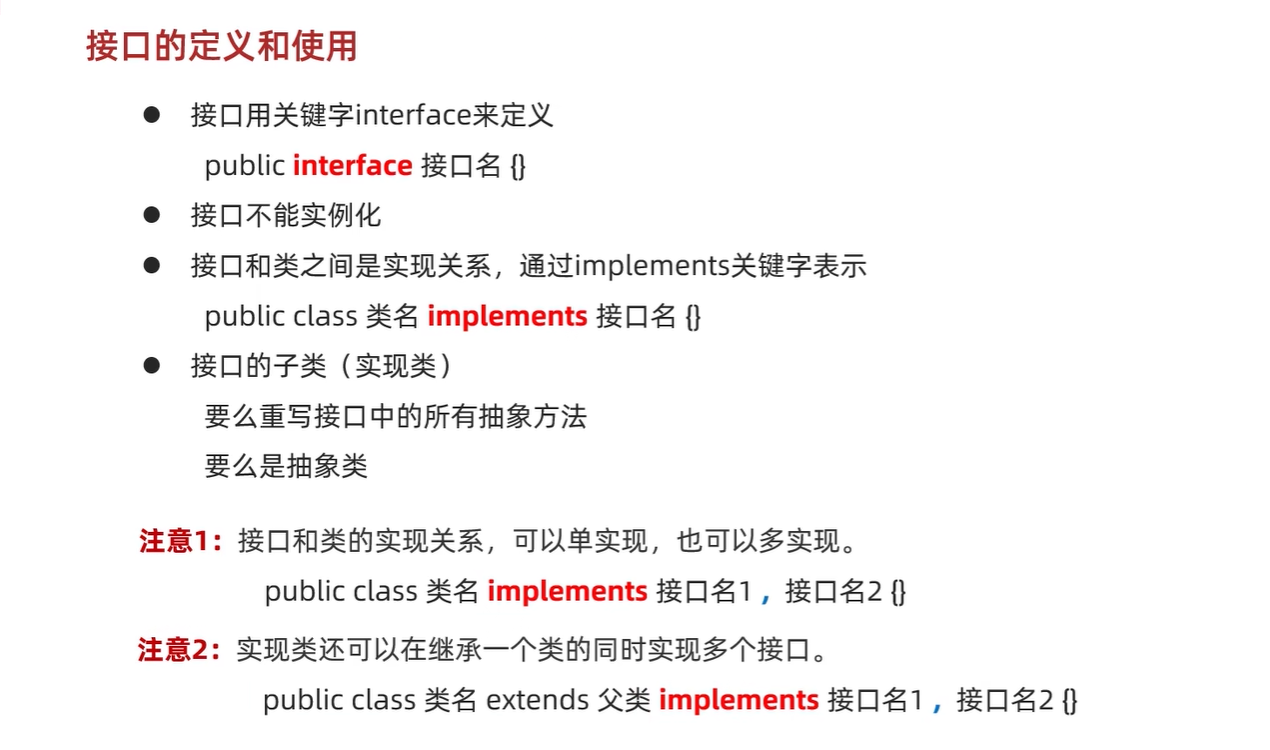 接口的定义和使用
● 接口用关键字interface来定义
public interface 接口名 {}
● 接口不能实例化
● 接口和类之间是实现关系，通过implements关键字表示
public class 类名 implements 接口名 {}
● 接口的子类（实现类）
要么重写接口中的所有抽象方法
要么是抽象类
注意1：接口和类的实现关系，可以单实现，也可以多实现。
public class 类名 implements 接口名1 ，接口名2 {}
注意2：实现类还可以在继承一个类的同时实现多个接口。
public class 类名 extends 父类 implements 接口名1 ，接口名2 {}